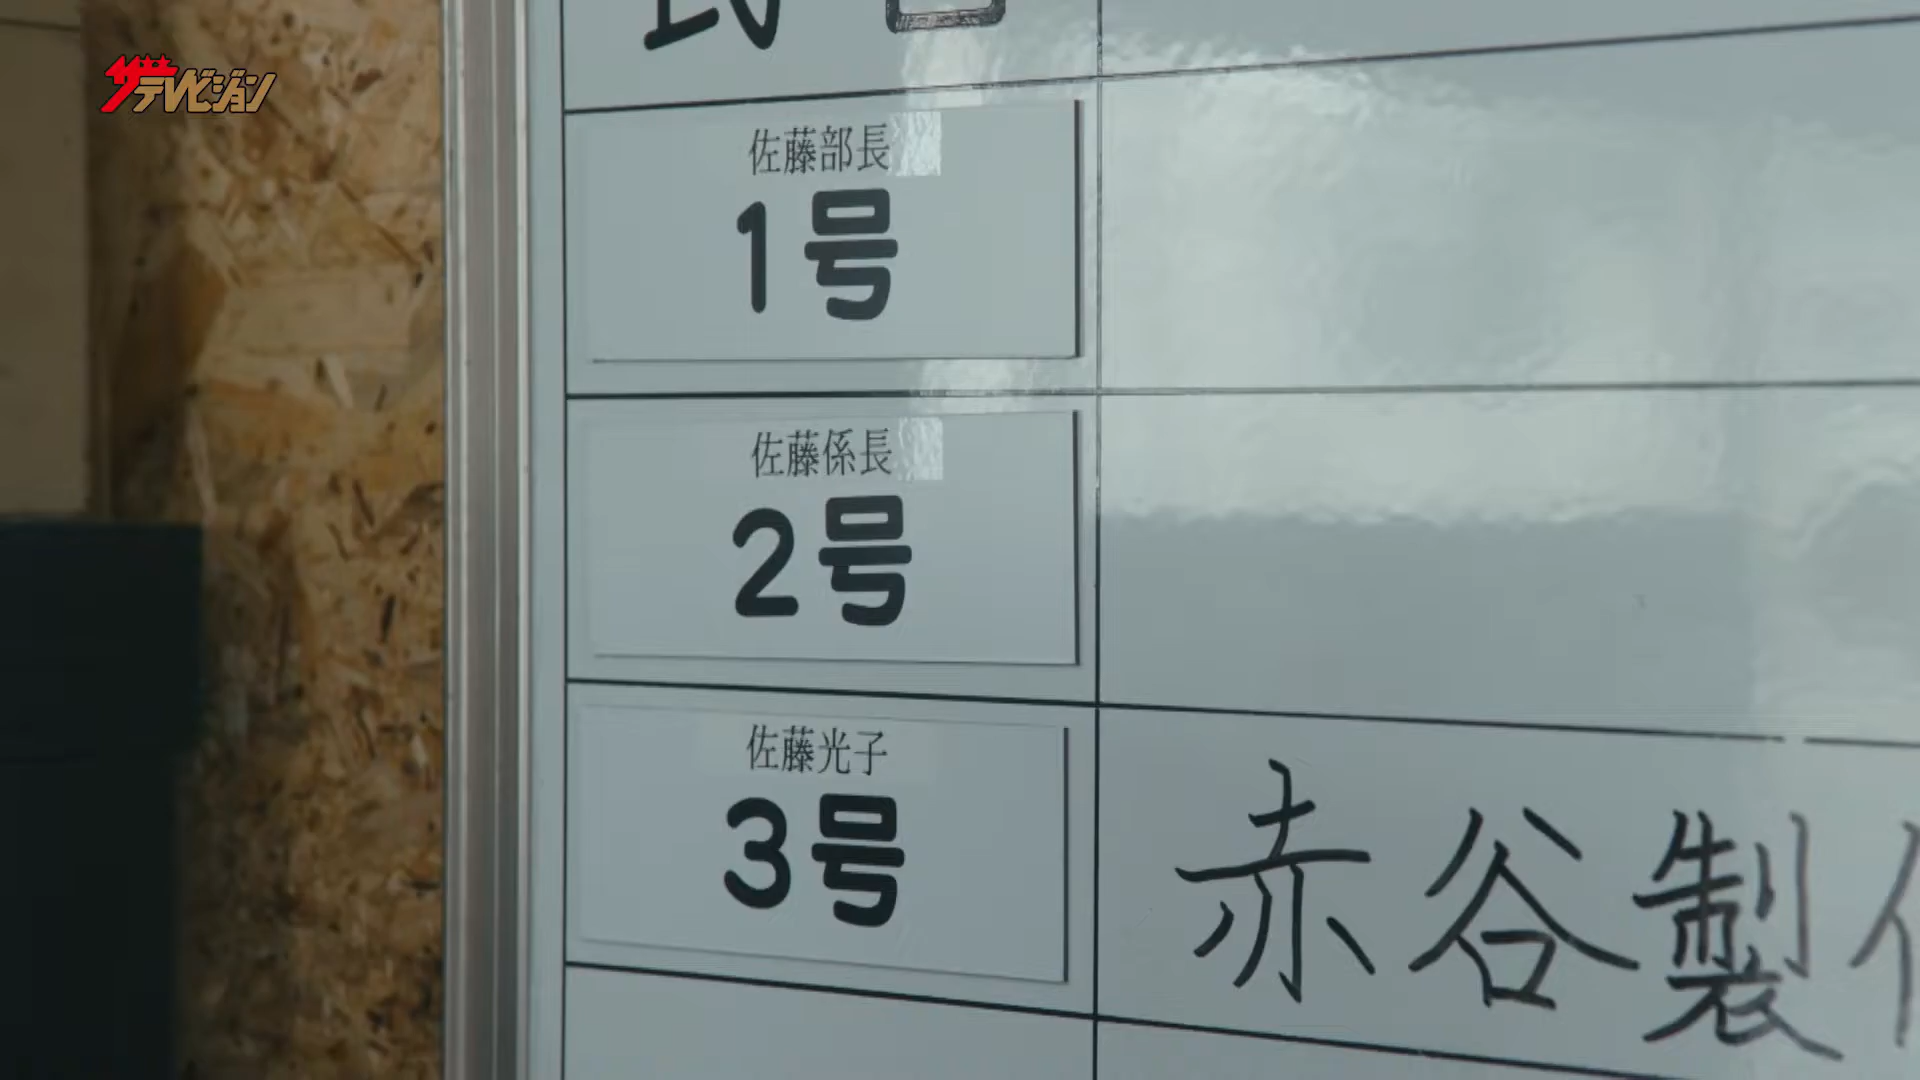 ザテレビジョン
佐藤部長
1号
佐藤係長
2号
佐藤光子
3号
赤谷製作